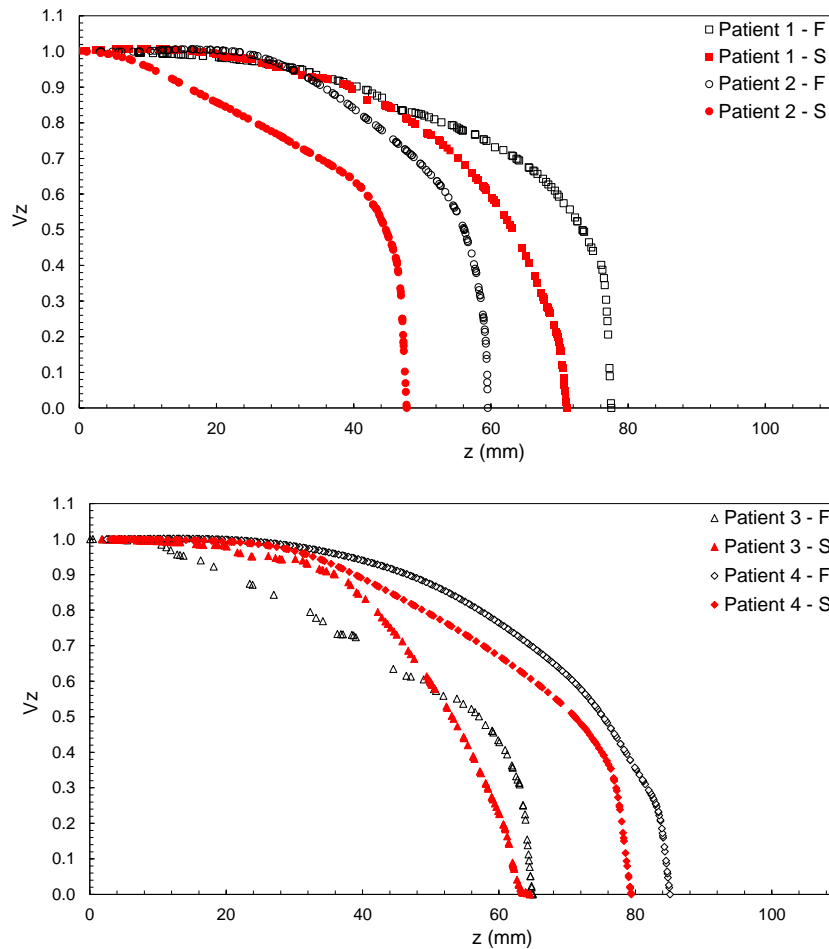 1.1
1.0
0.9
0.8
0.7
0.6
0.5
0.4
0.3
0.2
0.1
0.0
Vz
0 20 40 60 80 100
z (mm)
Patient 1 - F
Patient 1 - S
Patient 2 - F
Patient 2 - S
1.1
1.0
0.9
0.8
0.7
0.6
0.5
0.4
0.3
0.2
0.1
0.0
Vz
0 20 40 60 80 100
z (mm)
Patient 3 - F
Patient 3 - S
Patient 4 - F
Patient 4 - S